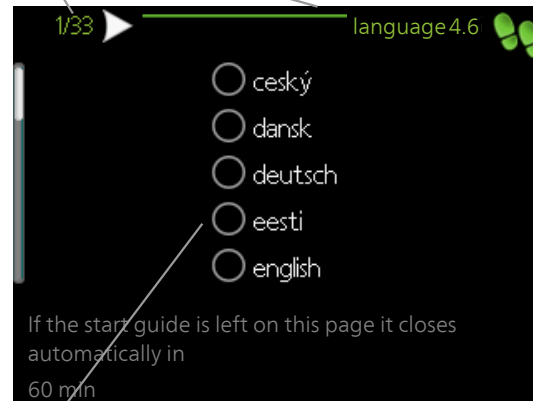 1/33 language 4.6
ceský
dansk
deutsch
eesti
english
If the start guide is left on this page it closes
automatically in
60 min